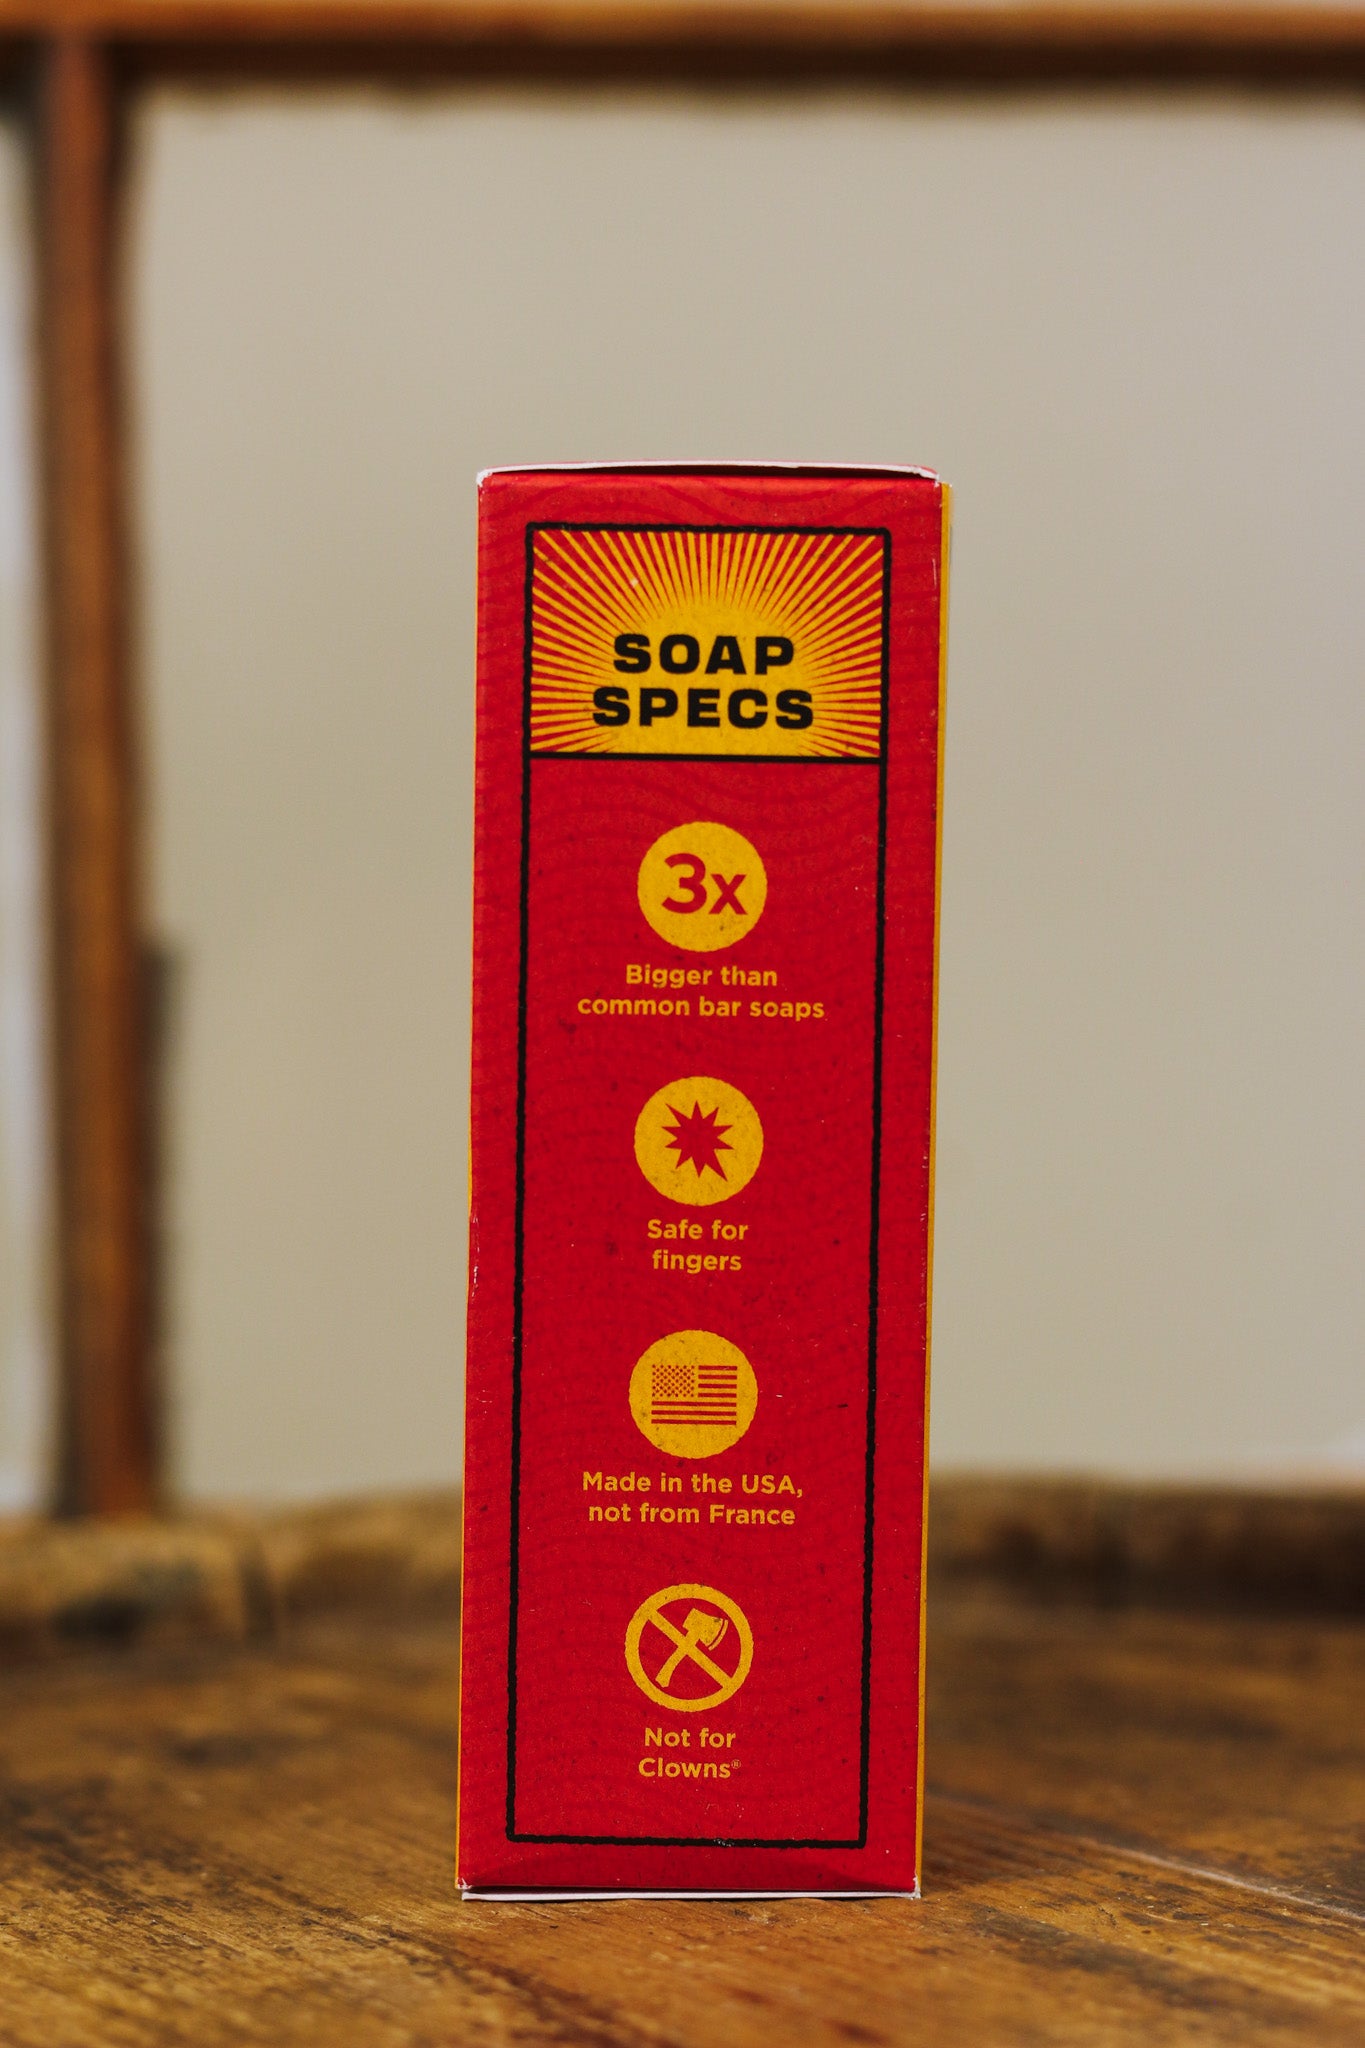 SOAP
SPECS
3x
Bigger than
common bar soaps
Safe for
fingers
Made in the USA,
not from France
Not for
Clowns®